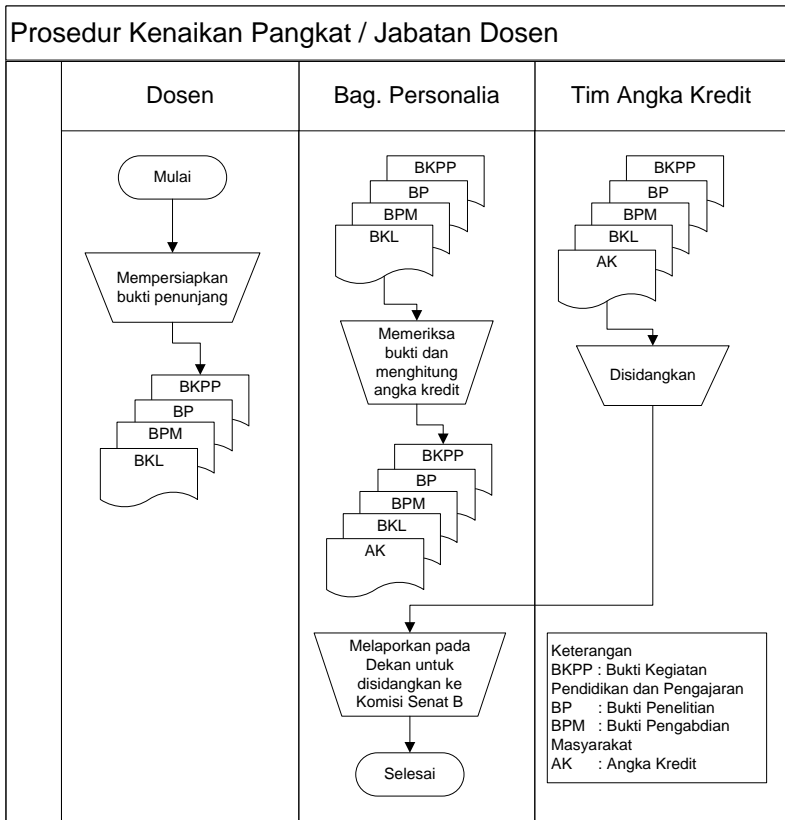 Prosedur Kenaikan Pangkat / Jabatan Dosen
Dosen
Bag. Personalia
Tim Angka Kredit
Mulai
Mempersiapkan
bukti penunjang
BKPP
BP
BPM
BKL
BKPP
BP
BPM
BKL
Memeriksa
bukti dan
menghitung
angka kredit
BKPP
BP
BPM
BKL
AK
Melaporkan pada
Dekan untuk
disidangkan ke
Komisi Senat B
Selesai
BKPP
BP
BPM
BKL
AK
Disidangkan
Keterangan
BKPP : Bukti Kegiatan
Pendidikan dan Pengajaran
BP : Bukti Penelitian
BPM : Bukti Pengabdian
Masyarakat
AK : Angka Kredit